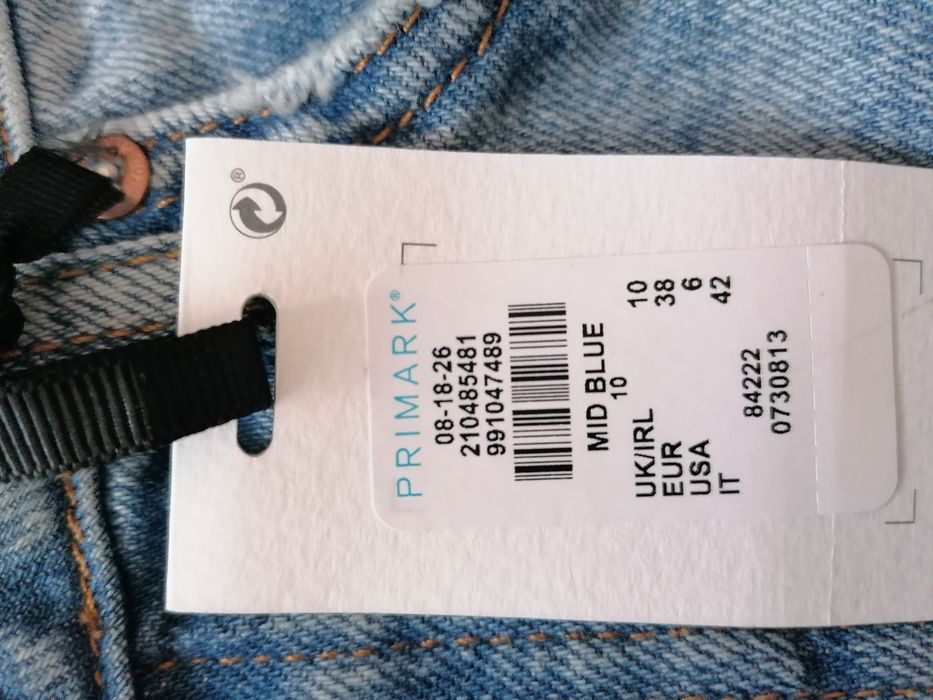 PRIMARK®
08-18-26
210485481
991047489
MID BLUE
10
UK/IRL 10
EUR 38
USA 6
IT 42
84222
0730813
®